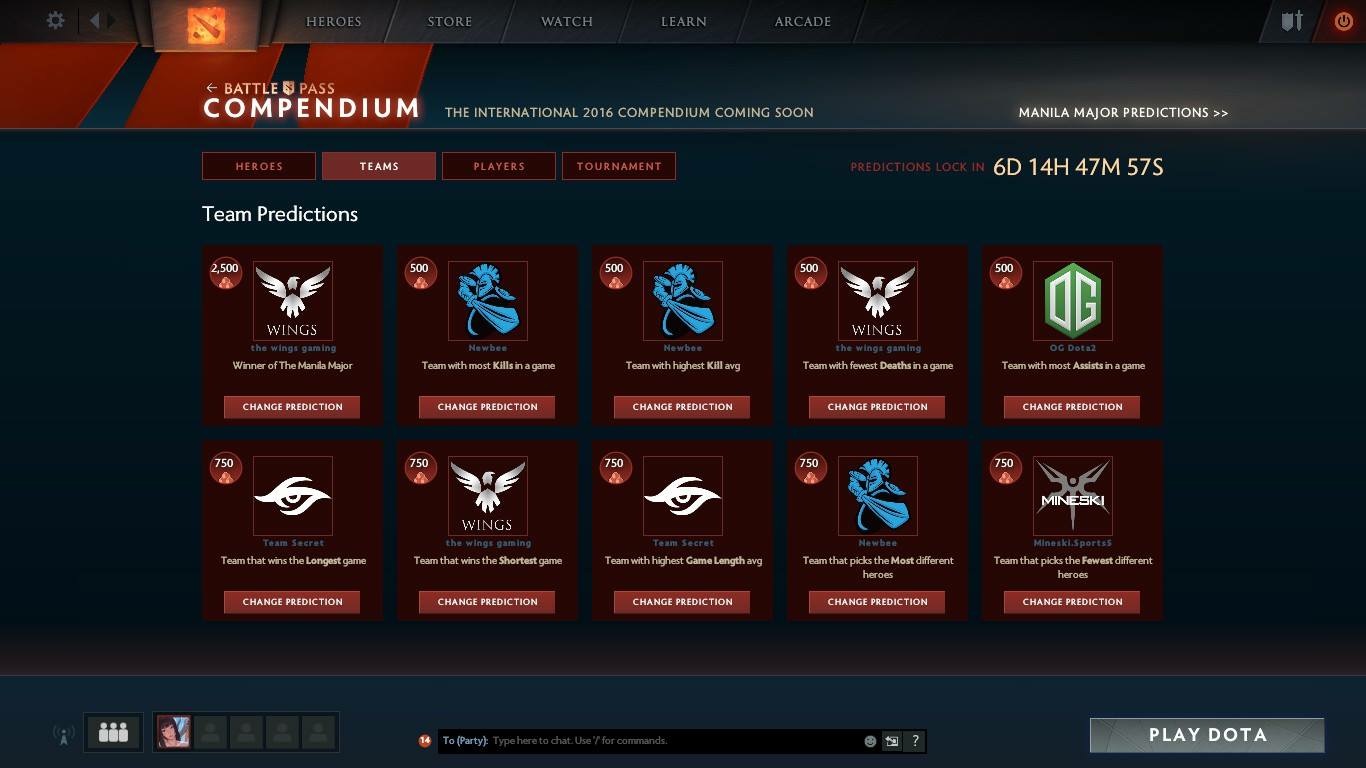 HEROES STORE WATCH LEARN ARCADE
← BATTLE PASS
COMPENDIUM
THE INTERNATIONAL 2016 COMPENDIUM COMING SOON
MANILA MAJOR PREDICTIONS >>
HEROES TEAMS PLAYERS TOURNAMENT
PREDICTIONS LOCK IN 6D 14H 47M 57S
Team Predictions
2,500
WINGS
the wings gaming
Winner of The Manila Major
CHANGE PREDICTION
500
Newbee
Team with most Kills in a game
CHANGE PREDICTION
500
Newbee
Team with highest Kill avg
CHANGE PREDICTION
500
WINGS
the wings gaming
Team with fewest Deaths in a game
CHANGE PREDICTION
500
OG
OG Dota2
Team with most Assists in a game
CHANGE PREDICTION
750
Team Secret
Team that wins the Longest game
CHANGE PREDICTION
750
WINGS
the wings gaming
Team that wins the Shortest game
CHANGE PREDICTION
750
Team Secret
Team with highest Game Length avg
CHANGE PREDICTION
750
Newbee
Team that picks the Most different
heroes
CHANGE PREDICTION
750
MINESKI
Mineski.Sports5
Team that picks the Fewest different
heroes
CHANGE PREDICTION
14
To (Party): Type here to chat. Use '/' for commands.
?
PLAY DOTA